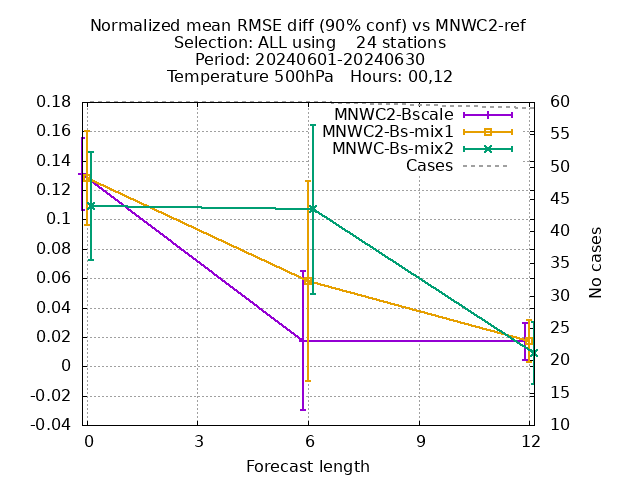 Normalized mean RMSE diff (90% conf) vs MNWC2-ref
Selection: ALL using    24 stations
Period: 20240601-20240630
Temperature 500hPa   Hours: 00,12
MNWC2-Bscale
MNWC2-Bs-mix1
MNWC-Bs-mix2
Cases
0.18
0.16
0.14
0.12
0.1
0.08
0.06
0.04
0.02
0
-0.02
-0.04
60
55
50
45
40
35
30
25
20
15
10
No cases
0 3 6 9 12
Forecast length